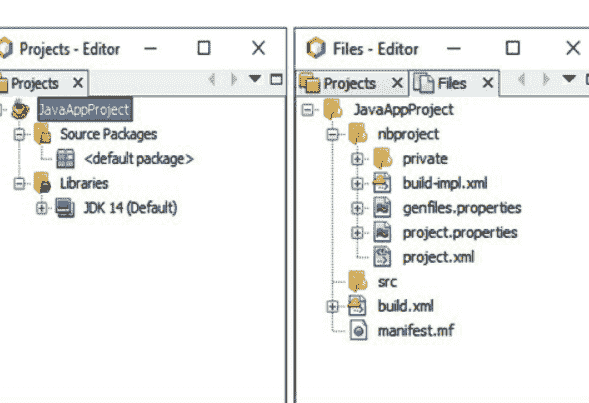 Projects - Editor
Projects
JavaAppProject
Source Packages
<default package>
Libraries
JDK 14 (Default)
Files - Editor
Projects
Files
JavaAppProject
nbproject
private
build-impl.xml
genfiles.properties
project.properties
project.xml
src
build.xml
manifest.mf